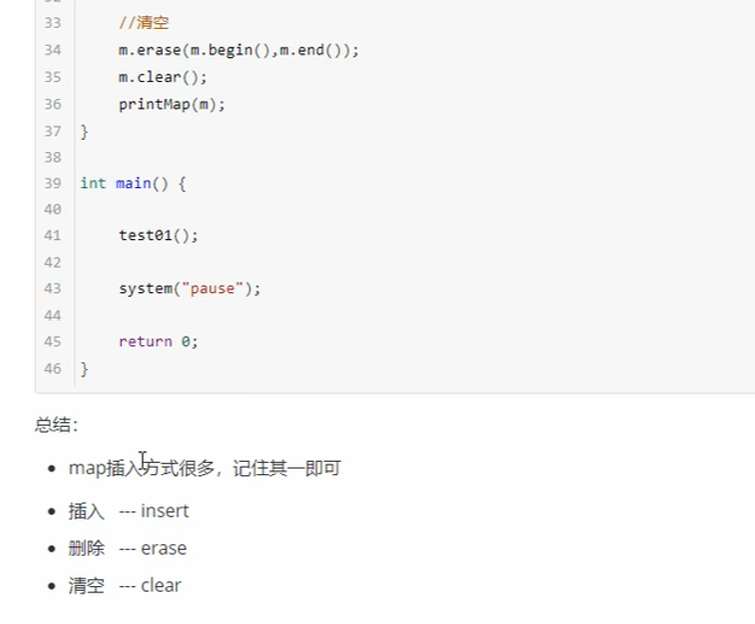 33 //清空
34 m.erase(m.begin(),m.end());
35 m.clear();
36 printMap(m);
37 }
38
39 int main() {
40
41 test01();
42
43 system("pause");
44
45 return 0;
46 }
总结：
• map插入方式很多，记住其一即可
• 插入 --- insert
• 删除 --- erase
• 清空 --- clear